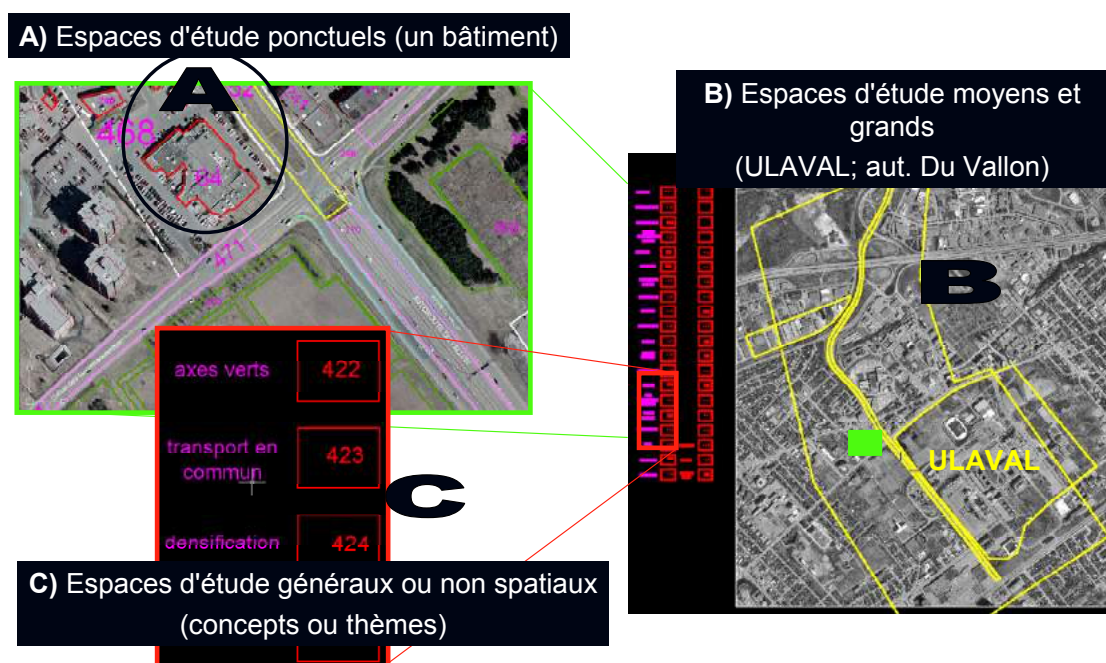 A) Espaces d'étude ponctuels (un bâtiment)
A
468
471
B) Espaces d'étude moyens et
grands
(ULAVAL; aut. Du Vallon)
B
ULAVAL
axes verts
422
transport en
commun
423
densification
424
C
C) Espaces d'étude généraux ou non spatiaux
(concepts ou thèmes)